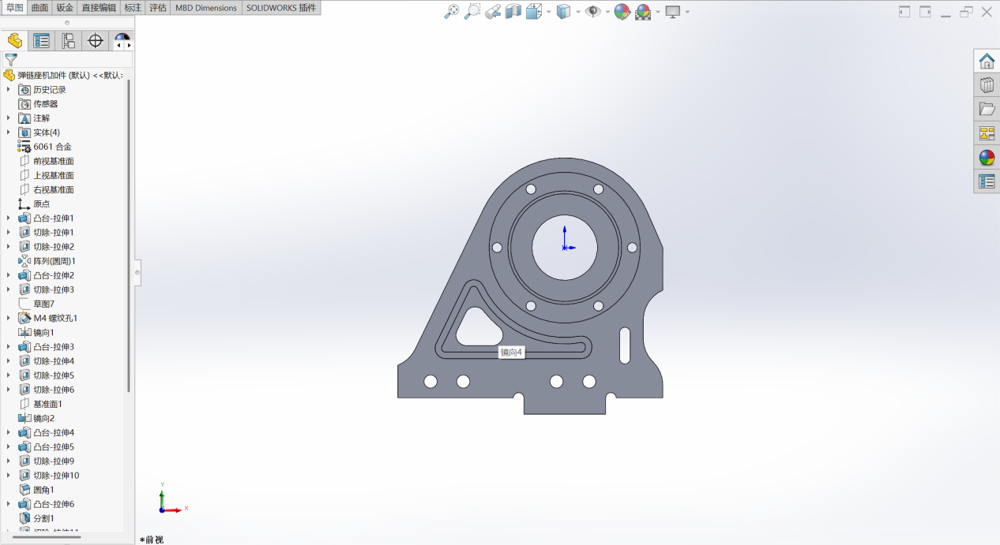 草图 曲面 钣金 直接编辑 标注 评估 MBD Dimensions SOLIDWORKS 插件
弹链座机加件 (默认) <<默认>
历史记录
传感器
注解
实体(4)
6061 合金
前视基准面
上视基准面
右视基准面
原点
凸台-拉伸1
切除-拉伸1
切除-拉伸2
阵列(圆周)1
凸台-拉伸2
切除-拉伸3
草图7
M4 螺纹孔1
镜向1
凸台-拉伸3
切除-拉伸4
切除-拉伸5
切除-拉伸6
基准面1
镜向2
凸台-拉伸4
凸台-拉伸5
切除-拉伸9
切除-拉伸10
圆角1
凸台-拉伸6
分割1
切除-拉伸11
镜向4
Y
X
*前视